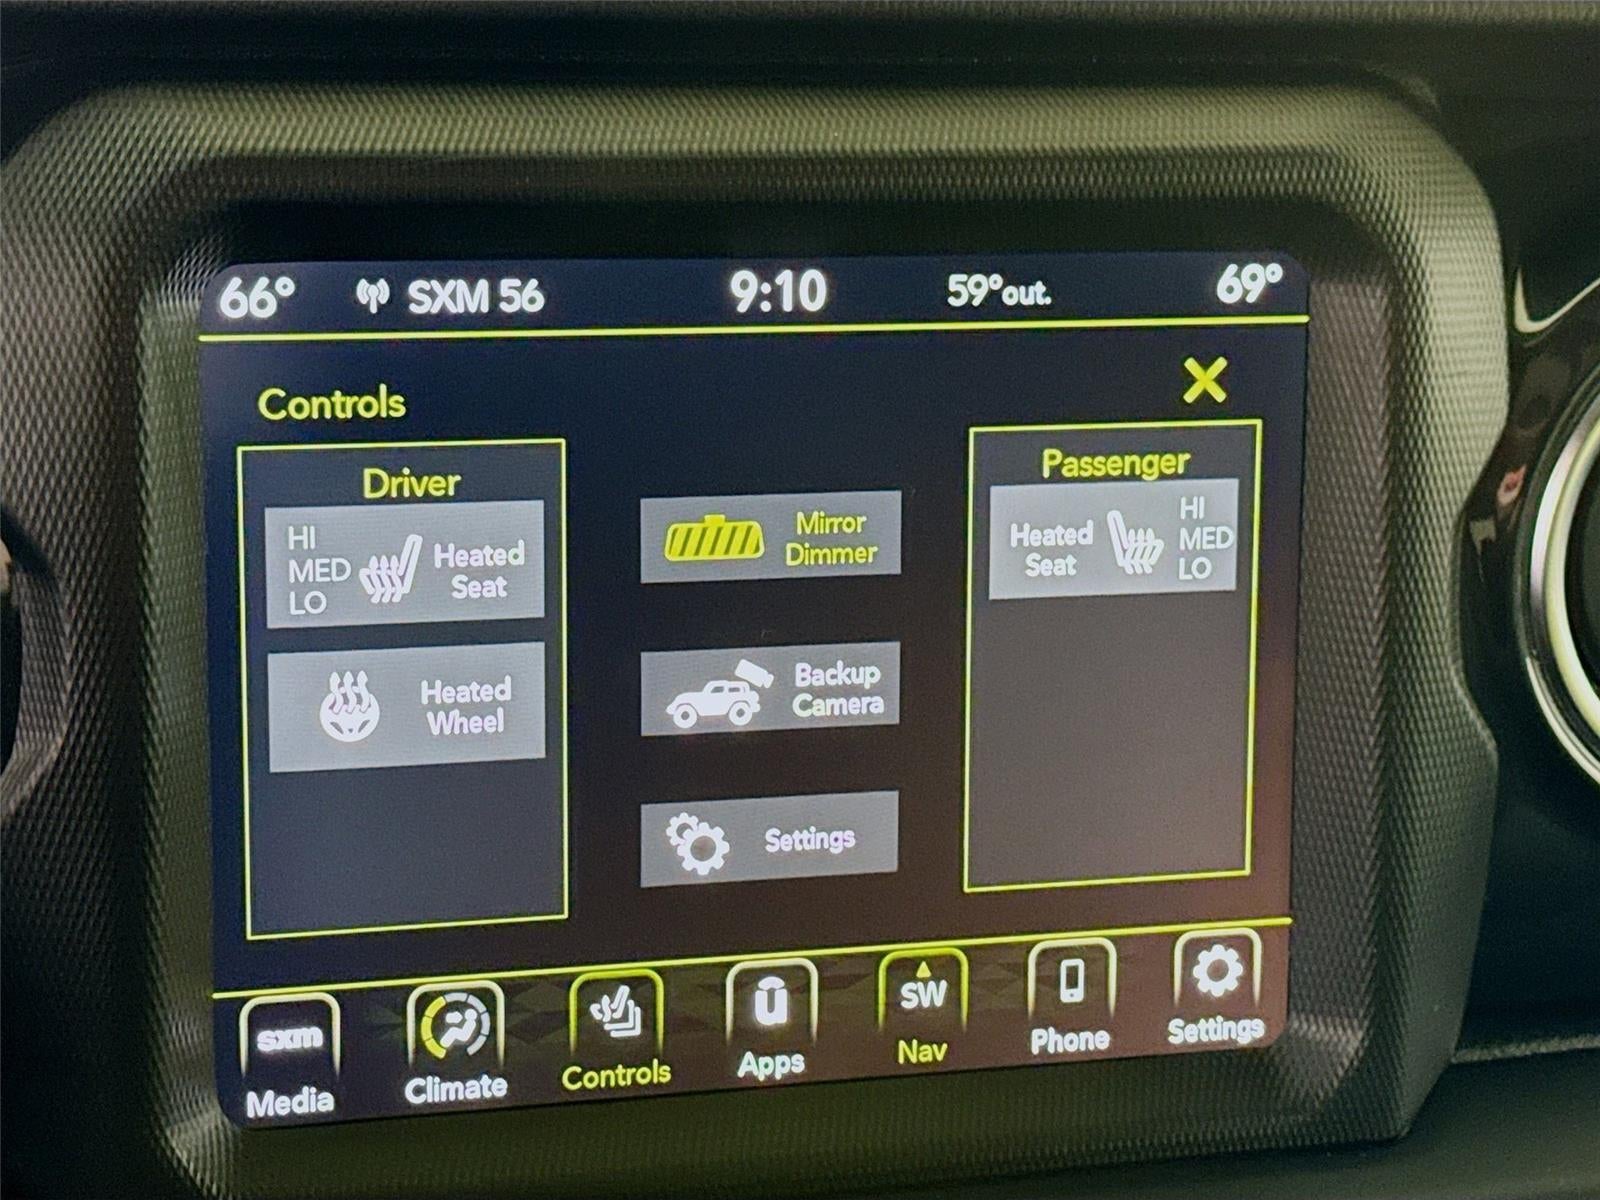 66° SXM 56 9:10 59°out. 69°
Controls
Driver
HI
MED
LO
Heated
Seat
Heated
Wheel
Mirror
Dimmer
Backup
Camera
Settings
Passenger
Heated
Seat
HI
MED
LO
sxm
Media
Climate
Controls
u
Apps
SW
Nav
Phone
Settings